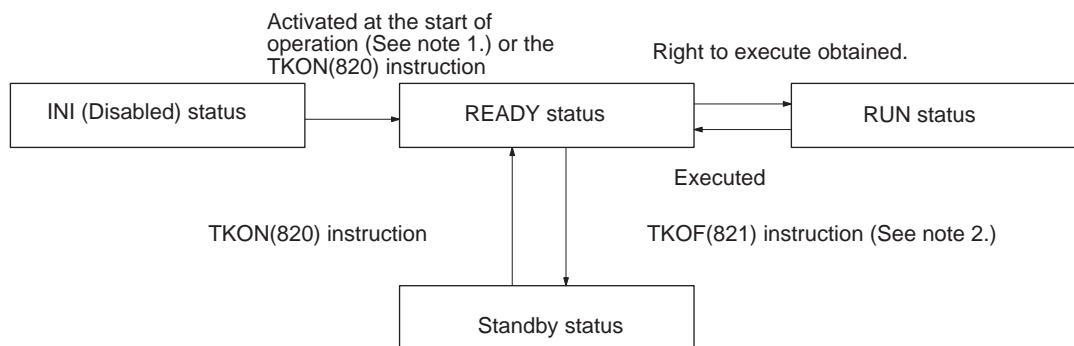 Activated at the start of
operation (See note 1.) or the
TKON(820) instruction
Right to execute obtained.
INI (Disabled) status
READY status
RUN status
Executed
TKON(820) instruction
TKOF(821) instruction (See note 2.)
Standby status